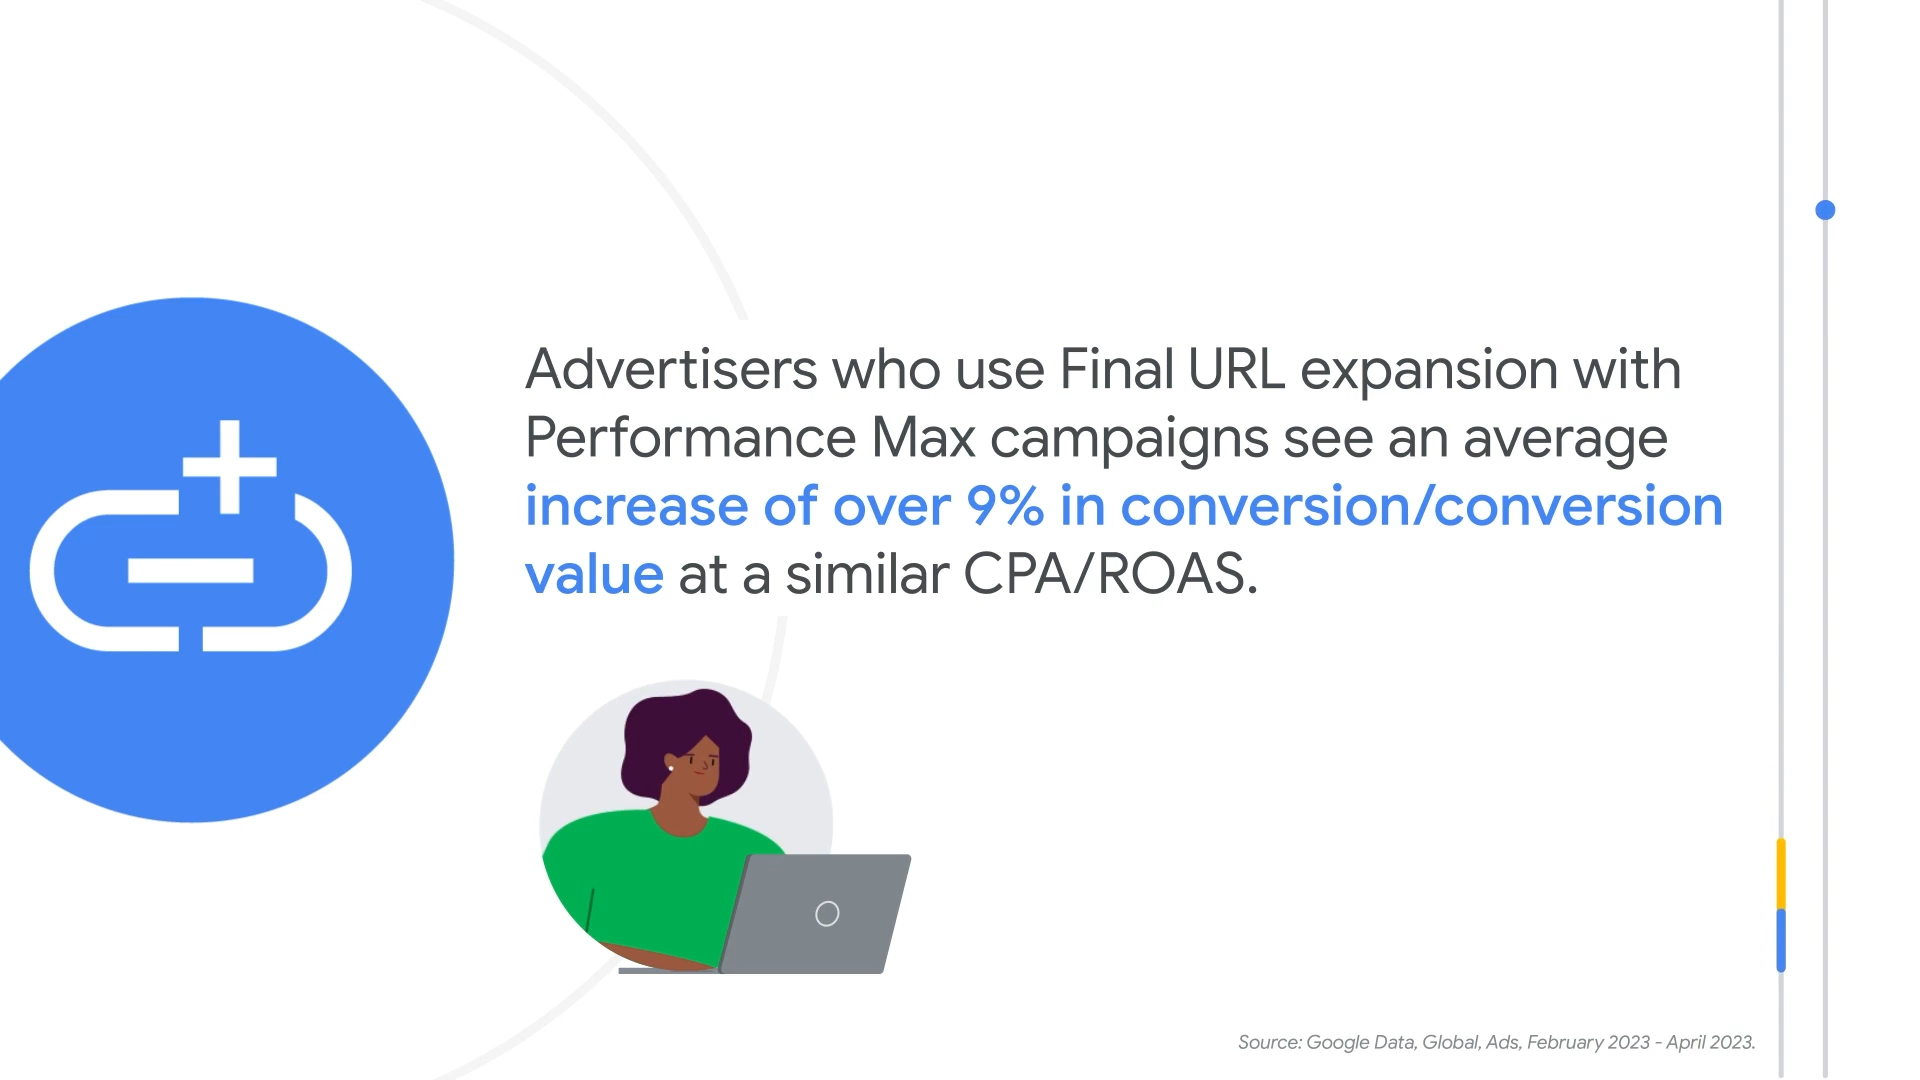 Advertisers who use Final URL expansion with
Performance Max campaigns see an average
increase of over 9% in conversion/conversion
value at a similar CPA/ROAS.
Source: Google Data, Global, Ads, February 2023 - April 2023.